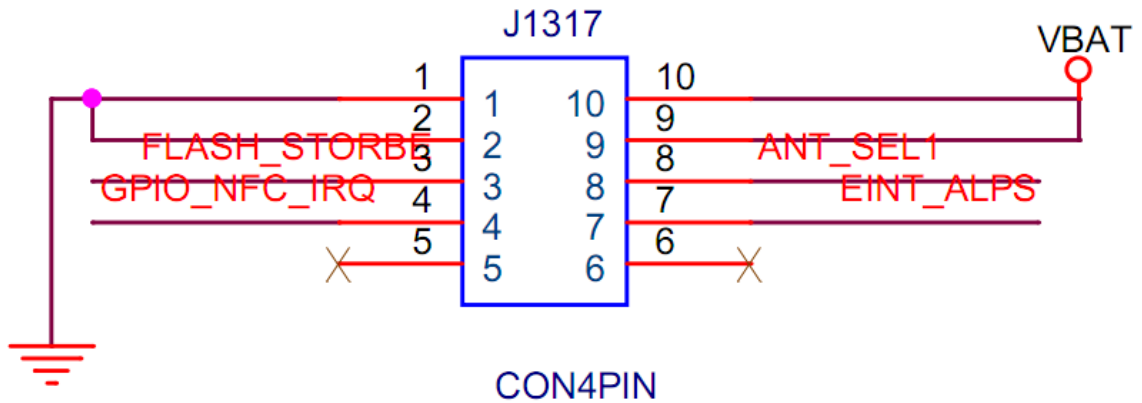 J1317
VBAT
1 1 10 10
2 2 9 9
FLASH_STORBE ANT_SEL1
3 3 8 8
GPIO_NFC_IRQ EINT_ALPS
4 4 7 7
5 5 6 6
CON4PIN